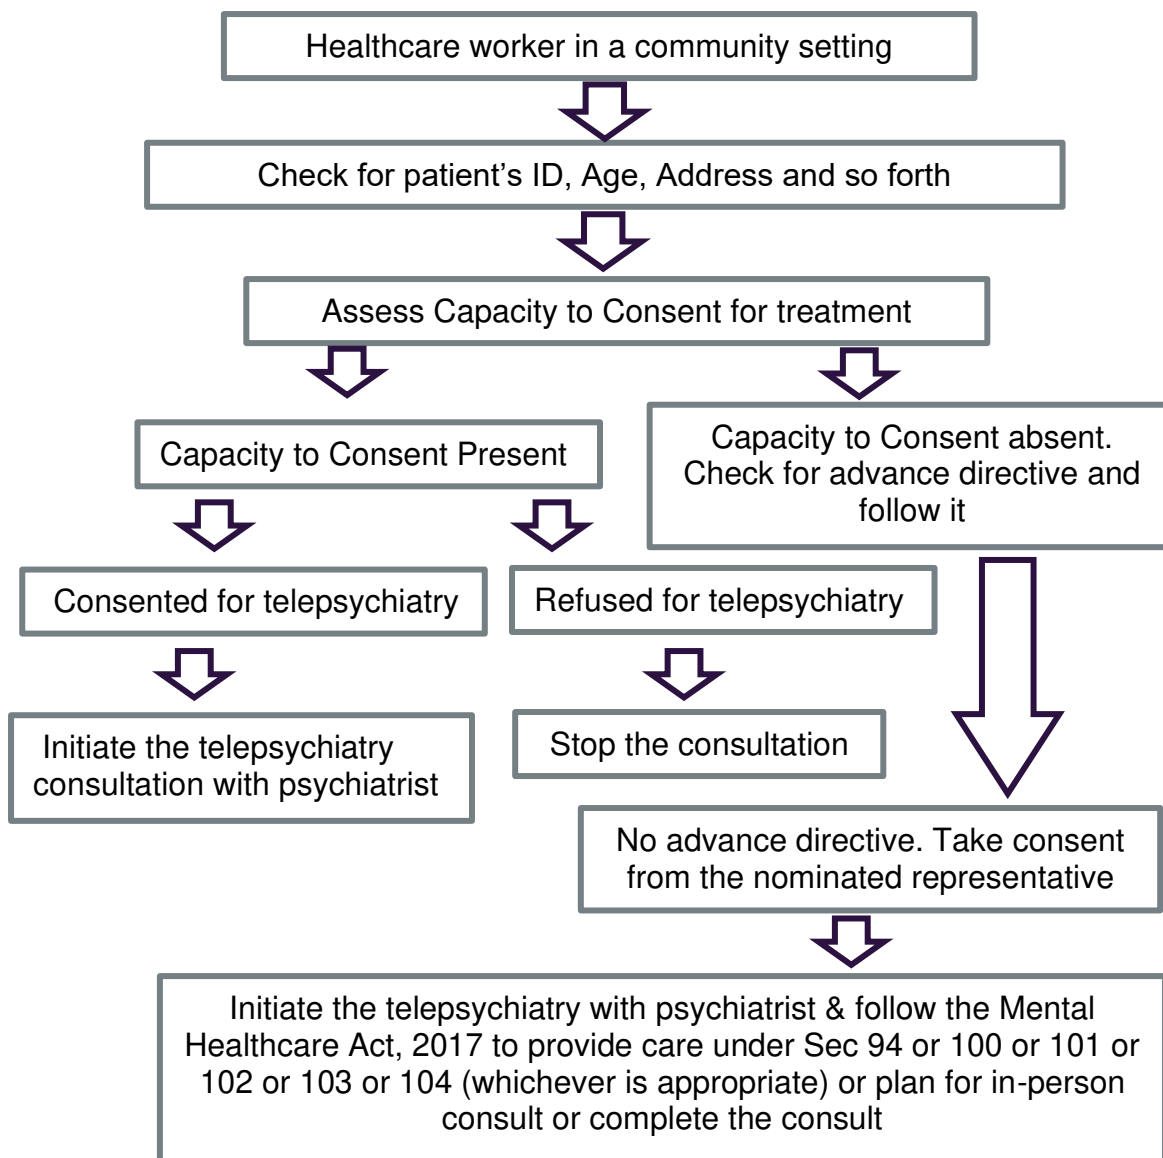 Healthcare worker in a community setting
Check for patient’s ID, Age, Address and so forth
Assess Capacity to Consent for treatment
Capacity to Consent Present
Capacity to Consent absent.
Check for advance directive and
follow it
Consented for telepsychiatry
Refused for telepsychiatry
Initiate the telepsychiatry
consultation with psychiatrist
Stop the consultation
No advance directive. Take consent
from the nominated representative
Initiate the telepsychiatry with psychiatrist & follow the Mental
Healthcare Act, 2017 to provide care under Sec 94 or 100 or 101 or
102 or 103 or 104 (whichever is appropriate) or plan for in-person
consult or complete the consult